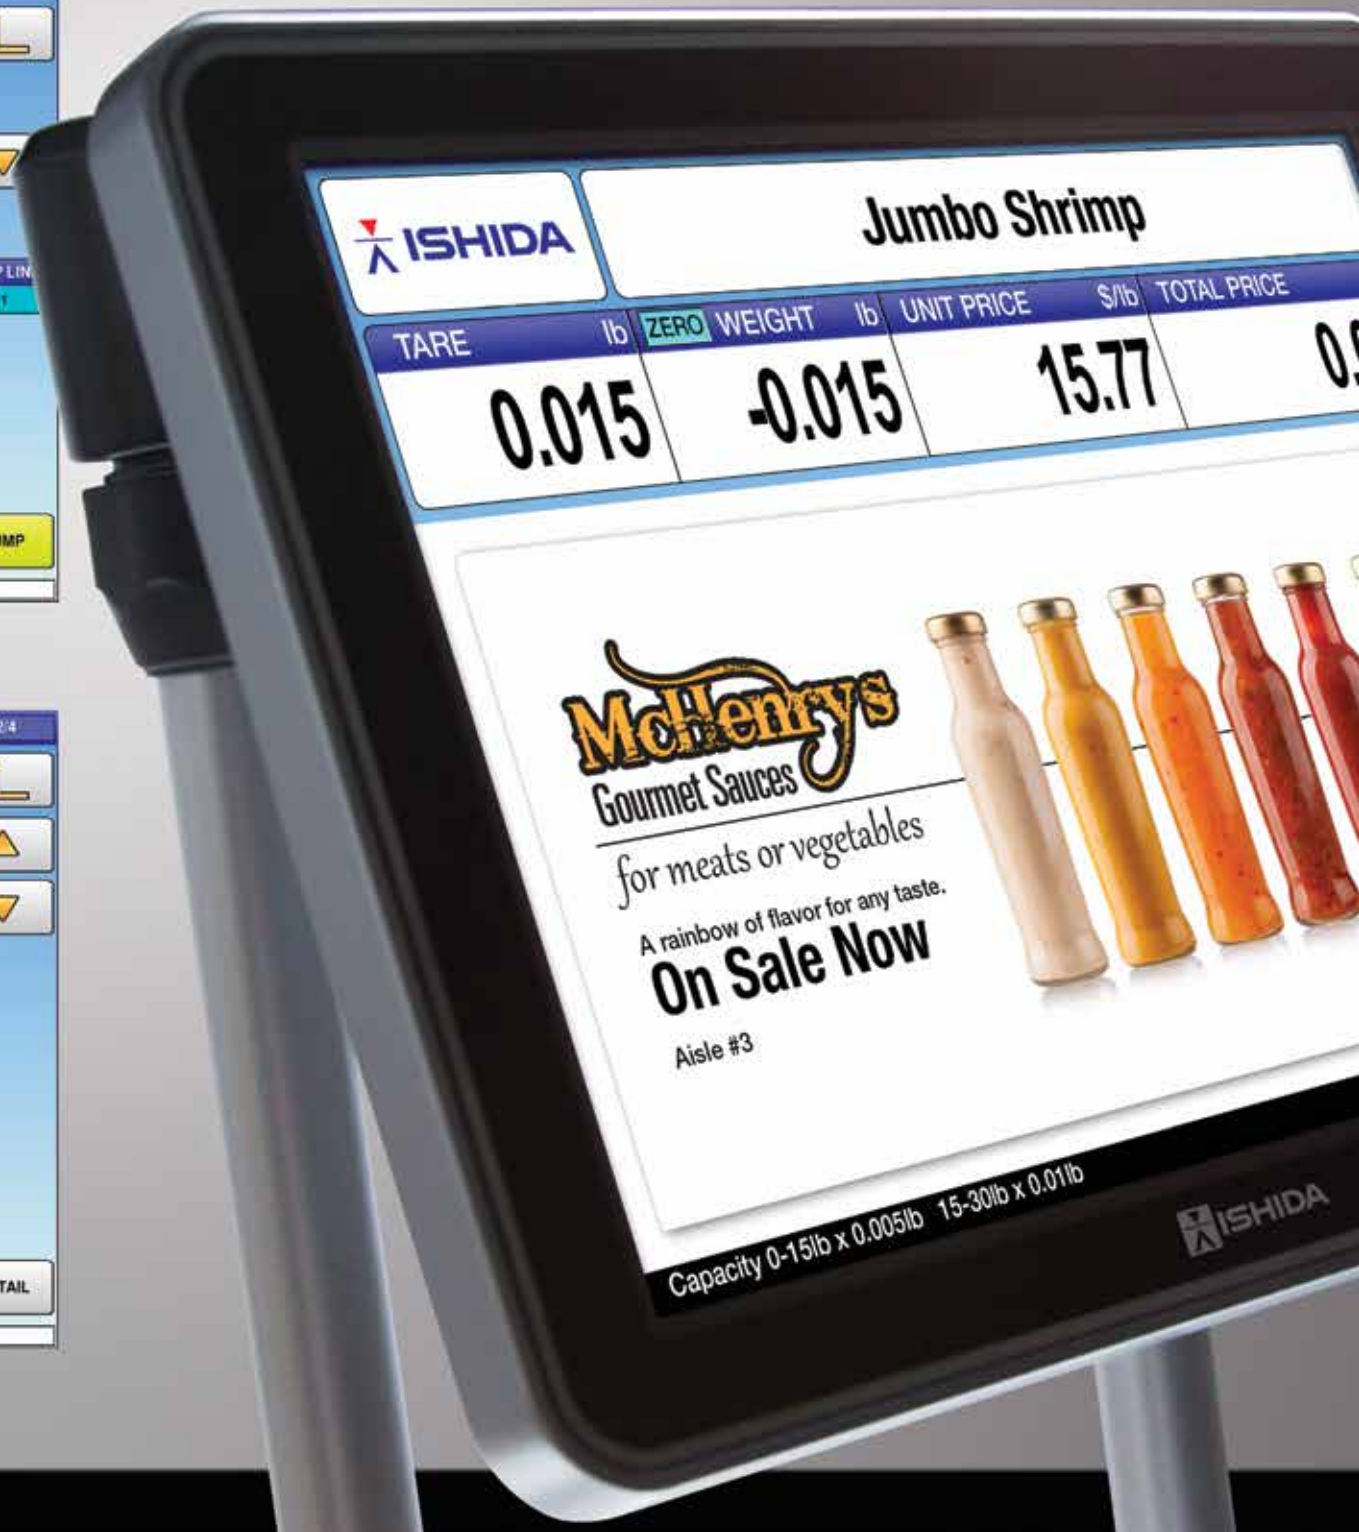 ISHIDA
Jumbo Shrimp
TARE lb ZERO WEIGHT lb UNIT PRICE $/lb TOTAL PRICE
0.015 -0.015 15.77
McHenry's
Gourmet Sauces
for meats or vegetables
A rainbow of flavor for any taste.
On Sale Now
Aisle #3
Capacity 0-15lb x 0.005lb 15-30lb x 0.01lb
ISHIDA